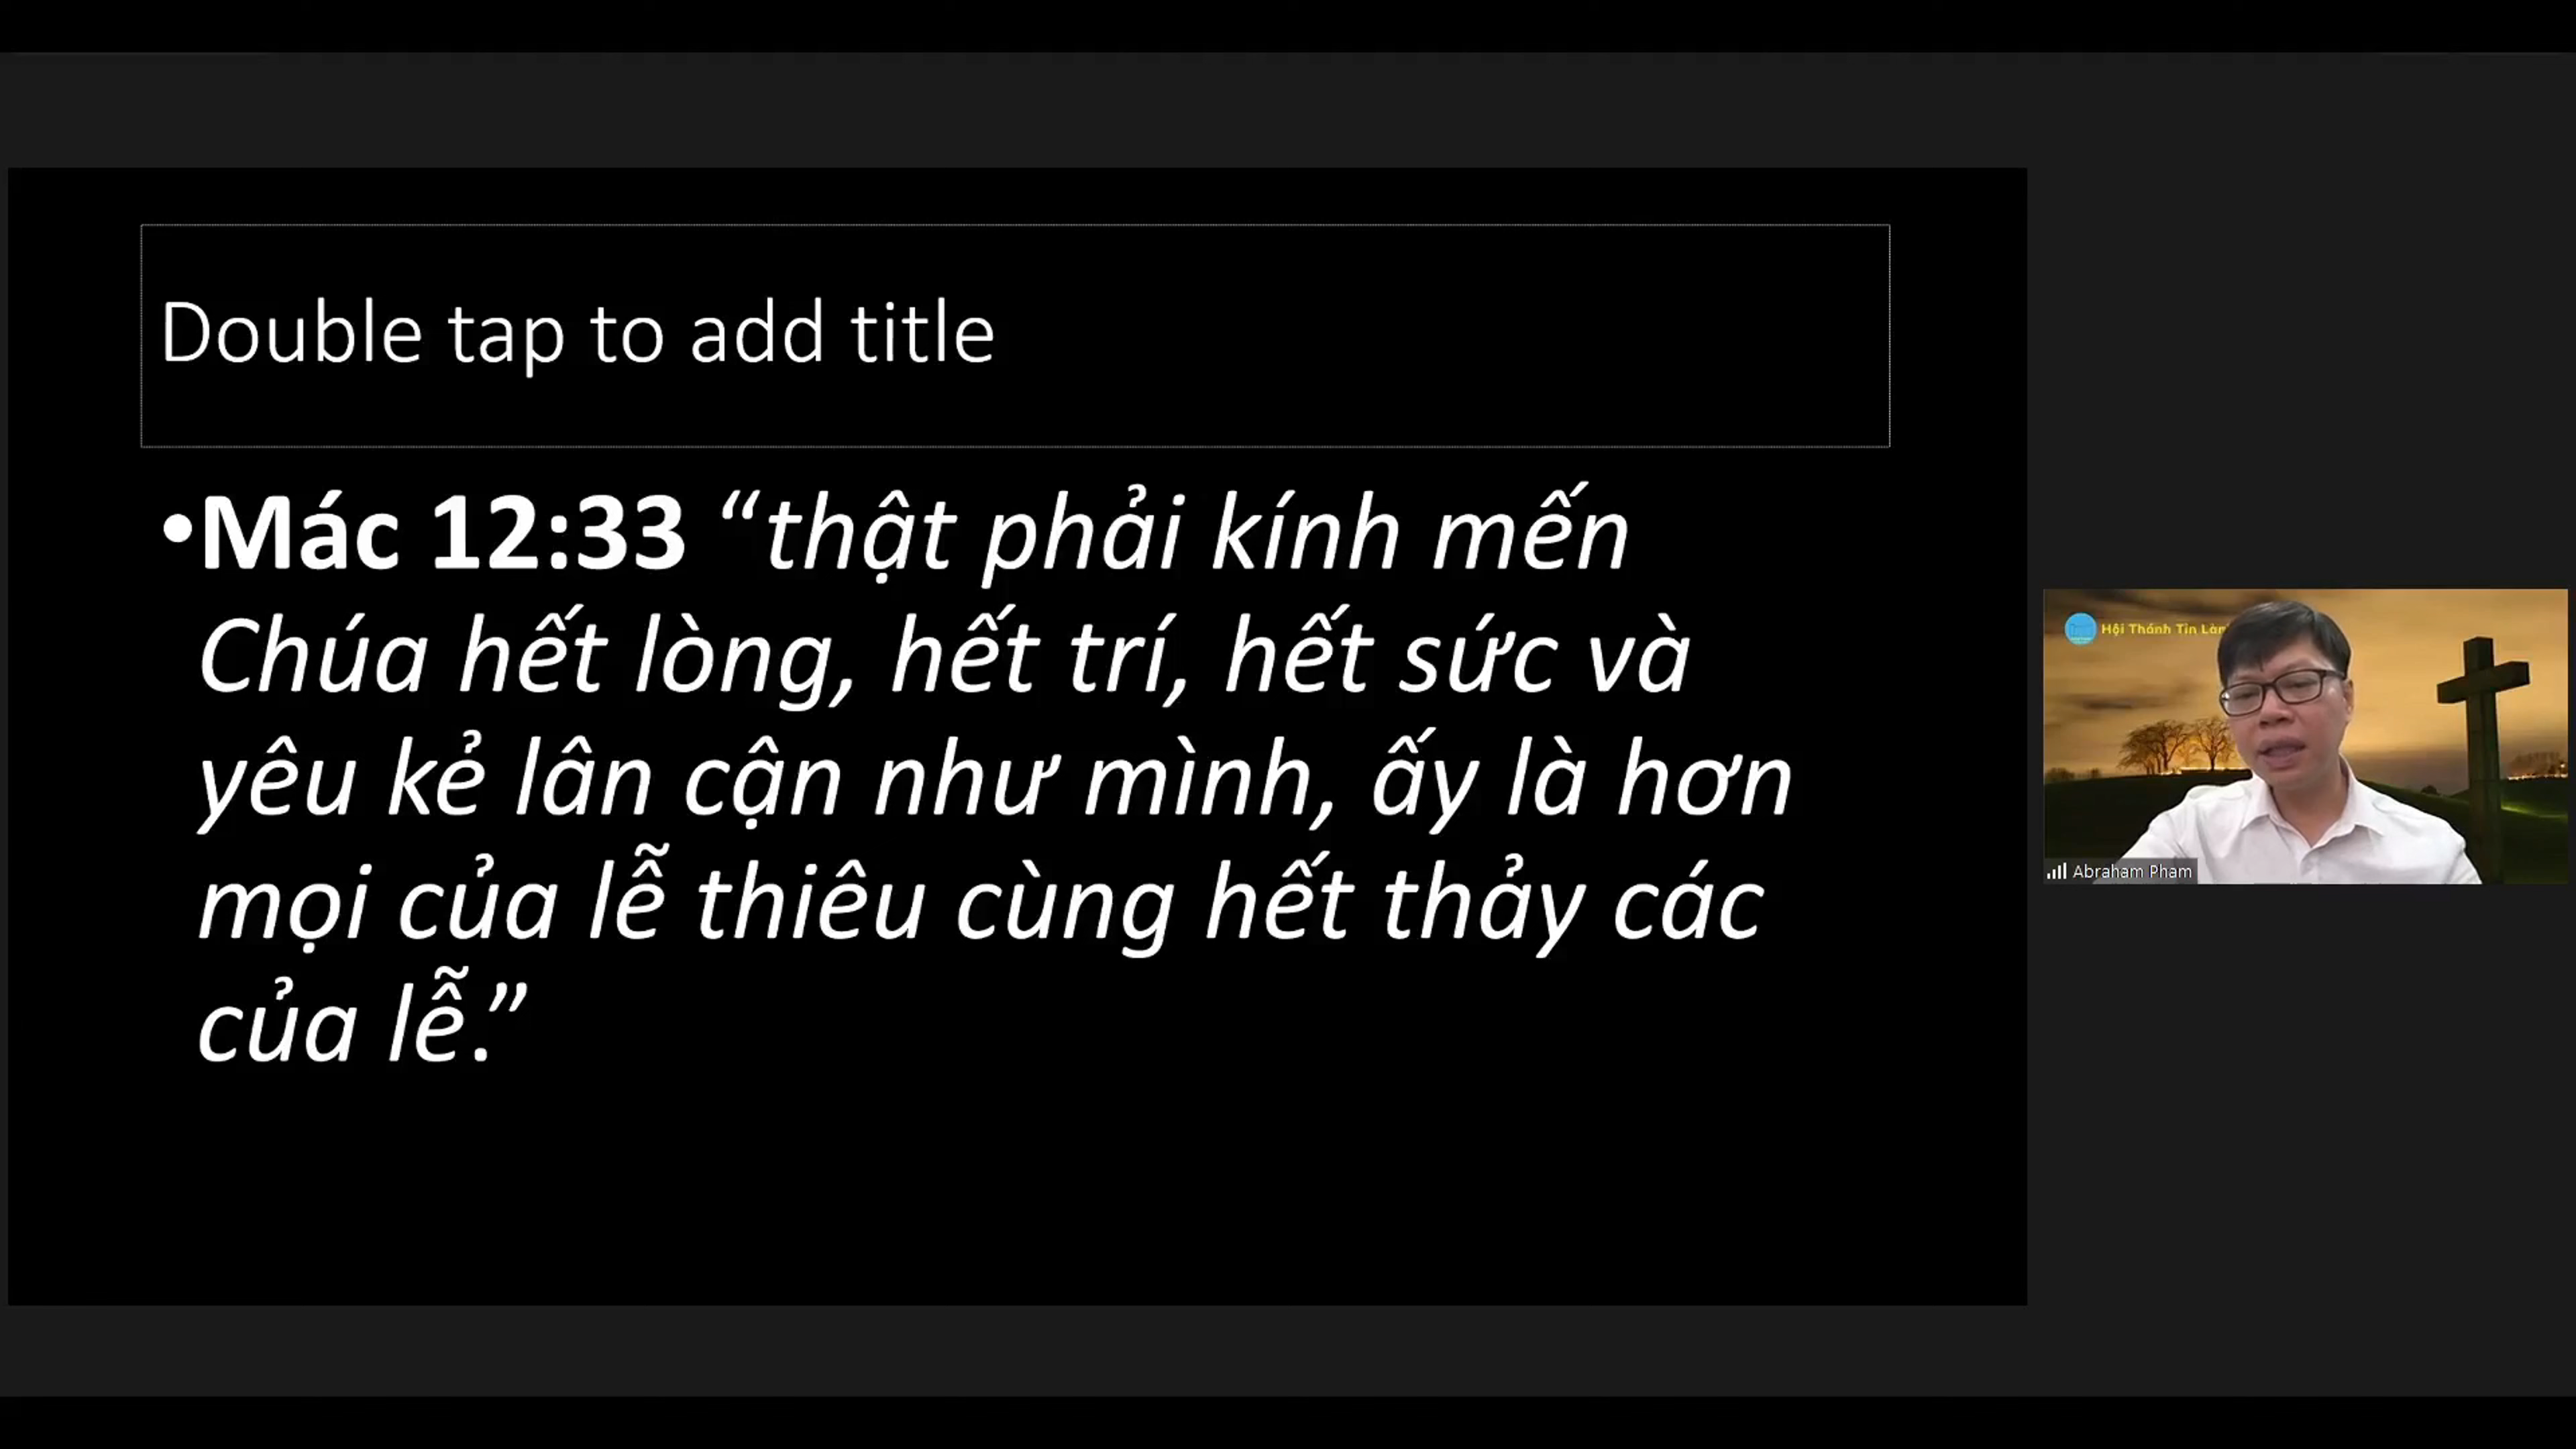 Double tap to add title
•Mác 12:33 “thật phải kính mến
Chúa hết lòng, hết trí, hết sức và
yêu kẻ lân cận như mình, ấy là hơn
mọi của lễ thiêu cùng hết thảy các
của lễ.”
Hội Thánh Tin
Abraham Pham